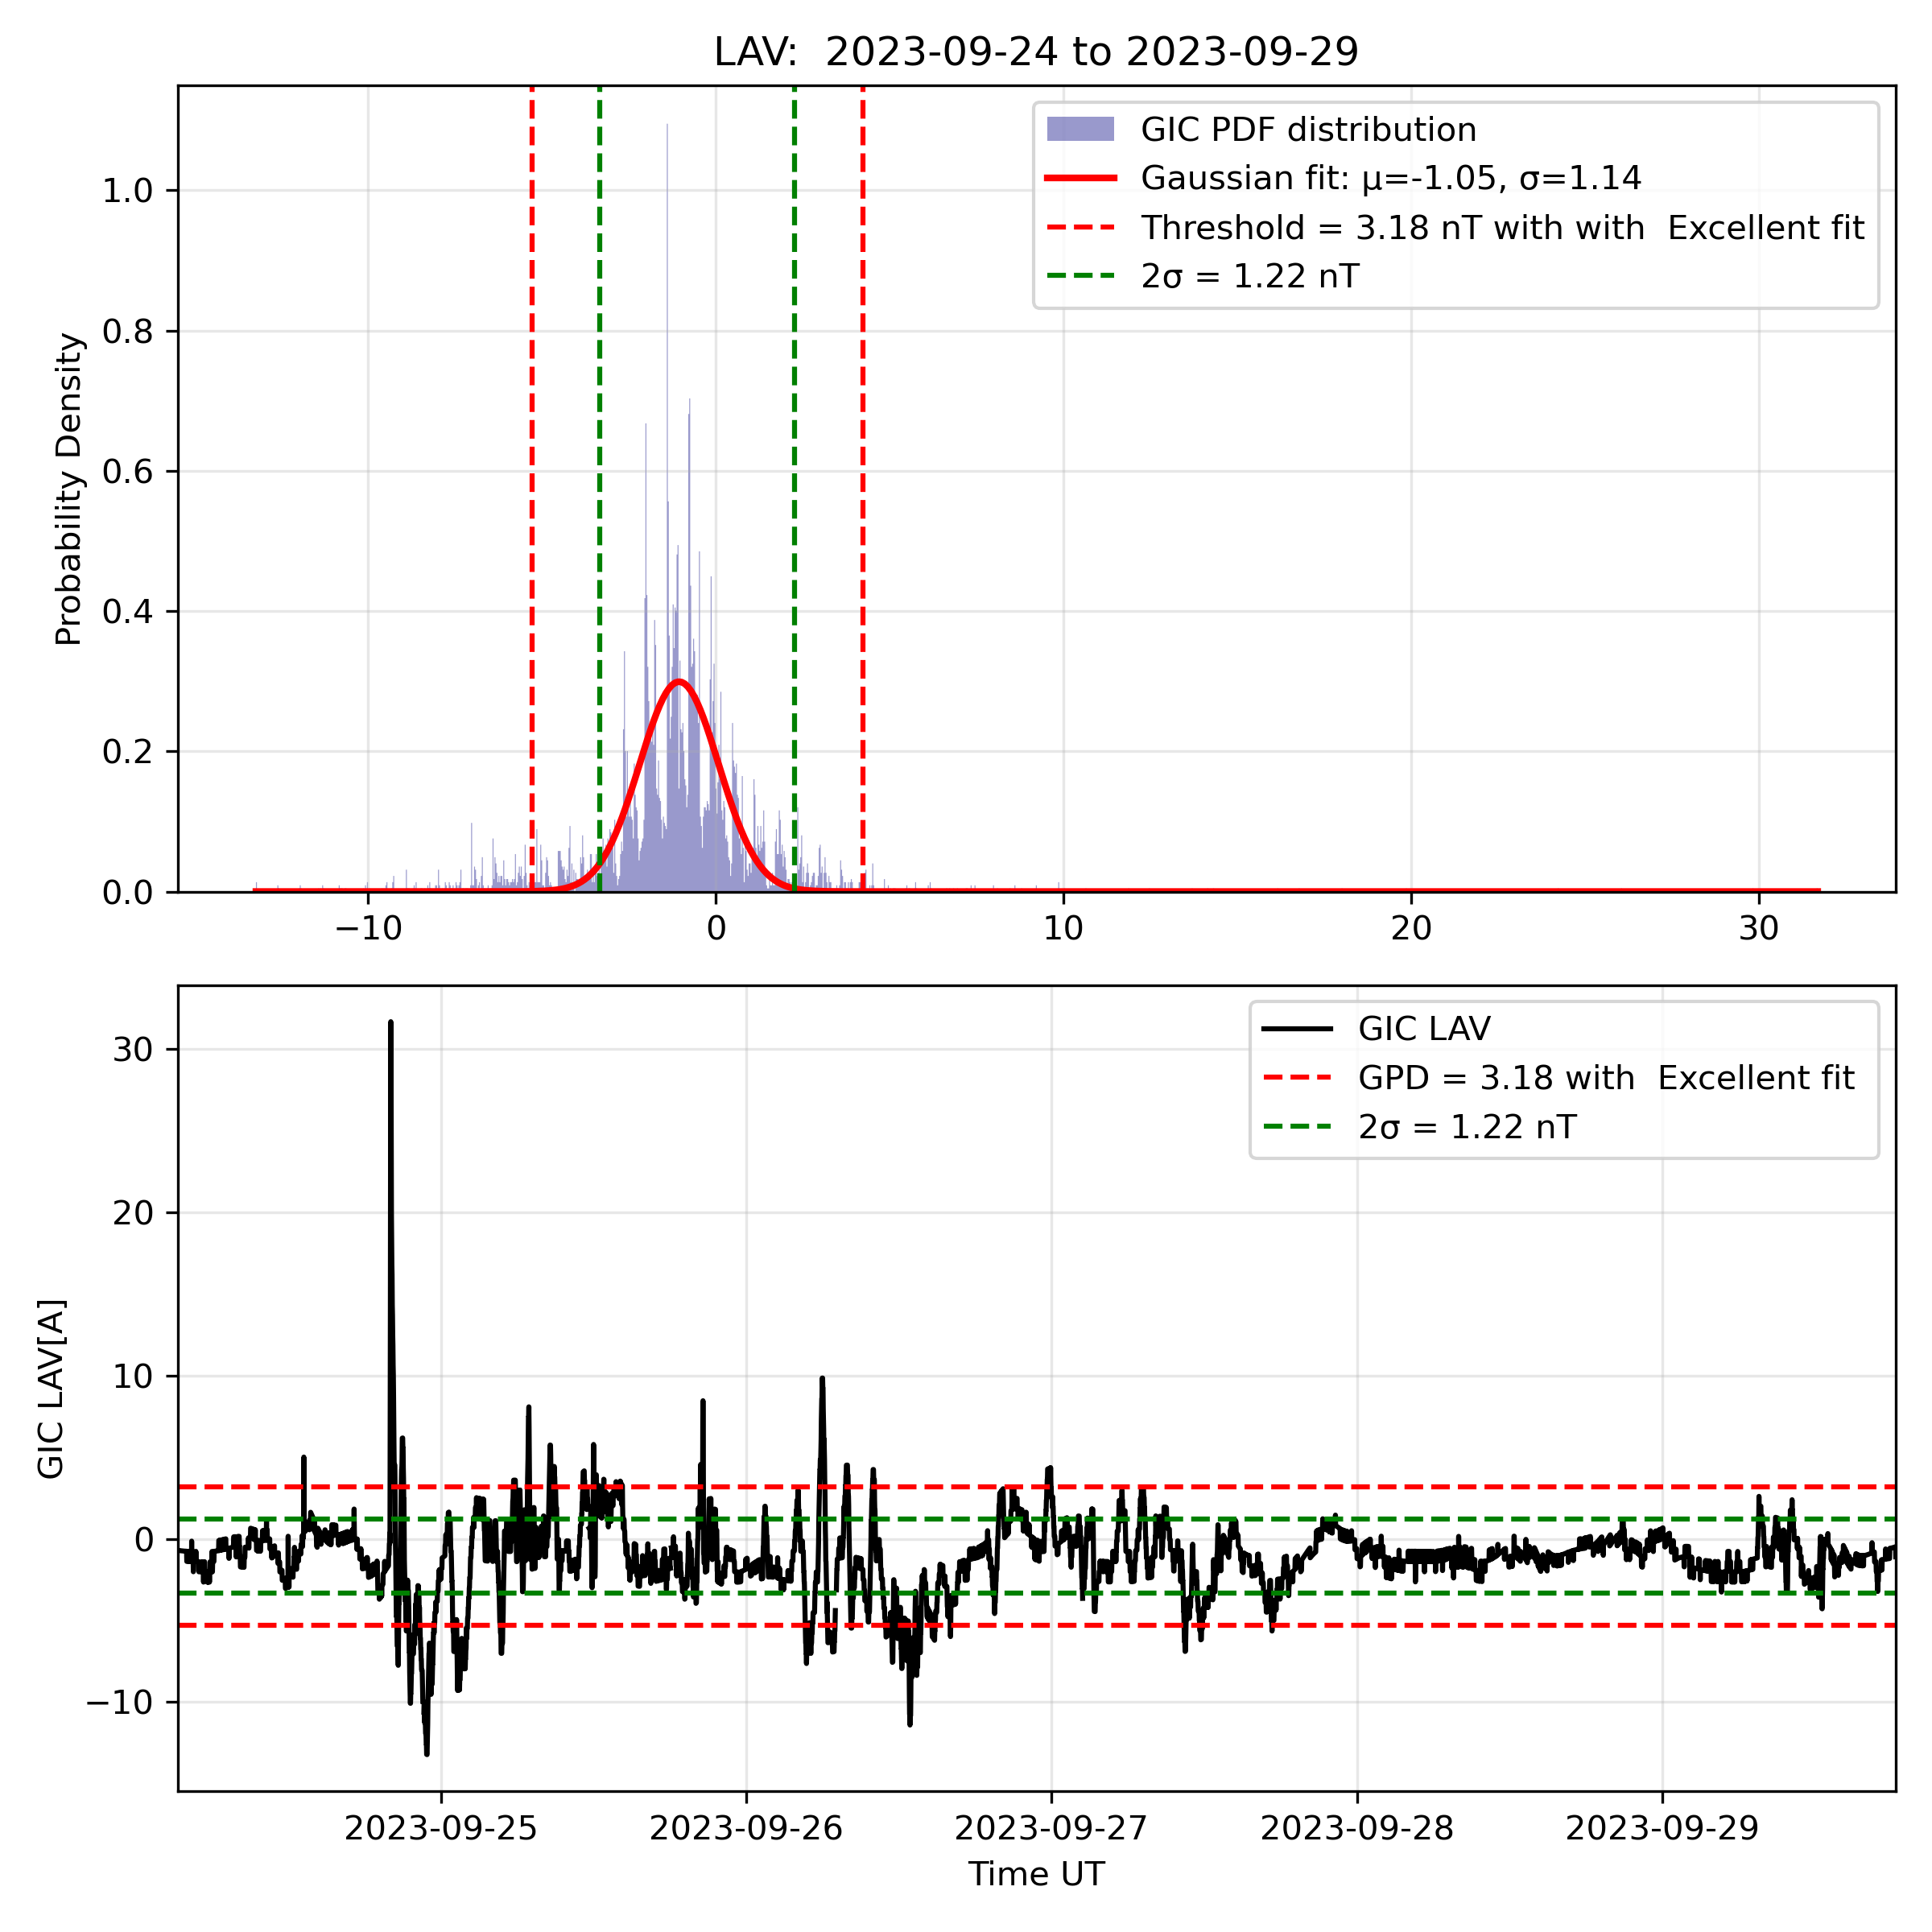 LAV:  2023-09-24 to 2023-09-29
GIC PDF distribution
Gaussian fit: μ=-1.05, σ=1.14
Threshold = 3.18 nT with with  Excellent fit
2σ = 1.22 nT
Probability Density
1.0
0.8
0.6
0.4
0.2
0.0
−10
0
10
20
30
GIC LAV
GPD = 3.18 with  Excellent fit
2σ = 1.22 nT
GIC LAV[A]
30
20
10
0
−10
2023-09-25
2023-09-26
2023-09-27
2023-09-28
2023-09-29
Time UT